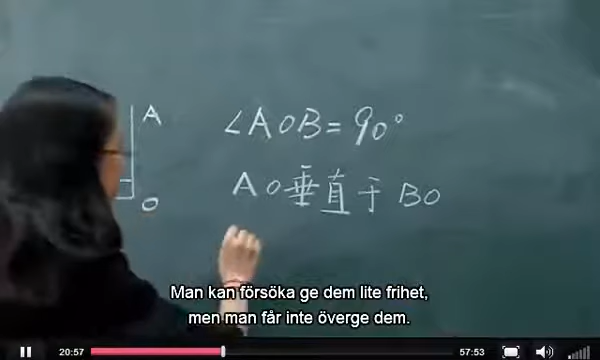 A
O
∠AOB=90°
AO垂直于BO
Man kan försöka ge dem lite frihet,
men man får inte överge dem.
20:57
57:53